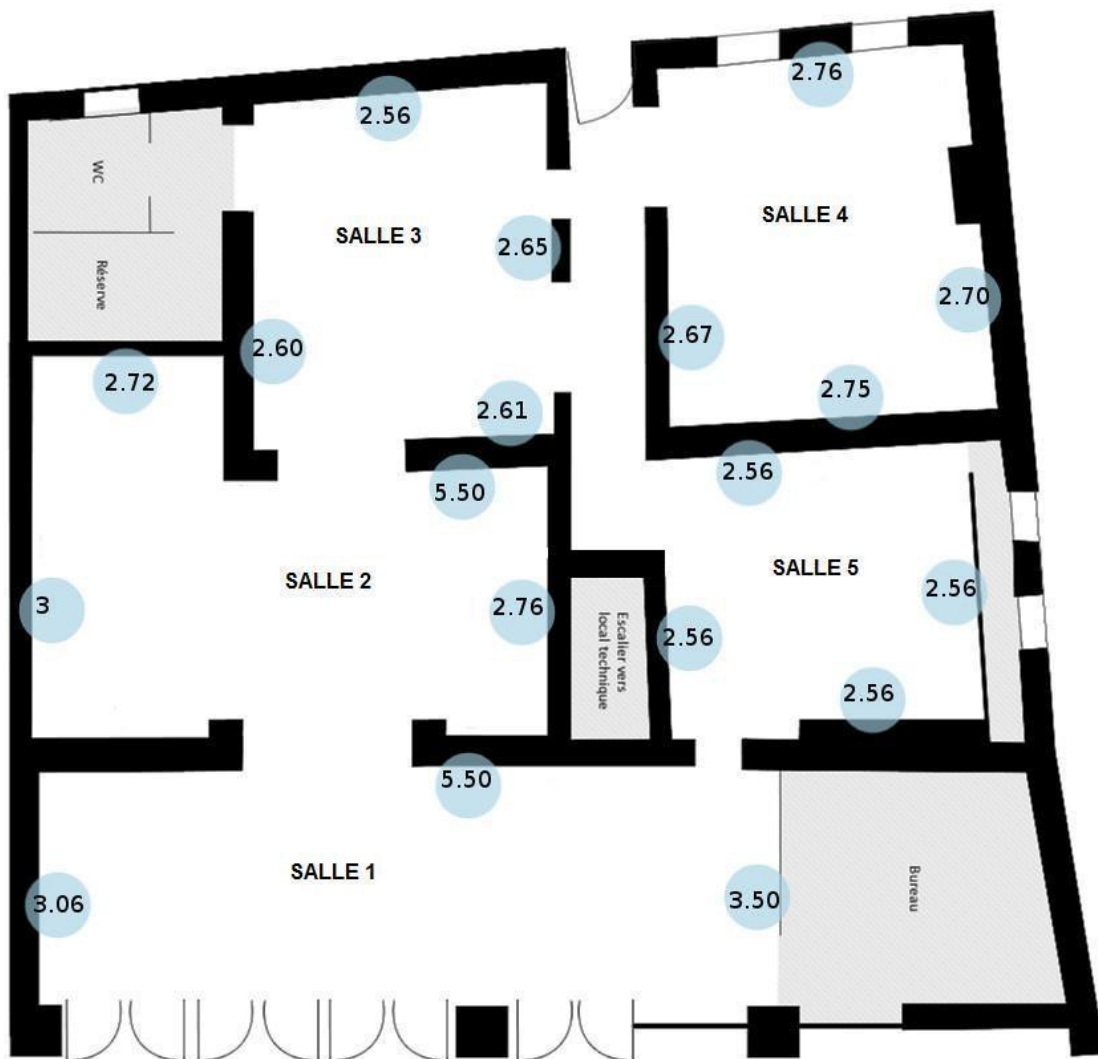 2.76
2.56
WC
SALLE 4
SALLE 3
2.65
Réserve
2.70
2.67
2.60
2.72
2.75
2.61
2.56
5.50
SALLE 5
SALLE 2
2.56
3
2.76
2.56
Escalier vers
local technique
2.56
5.50
SALLE 1
Bureau
3.50
3.06